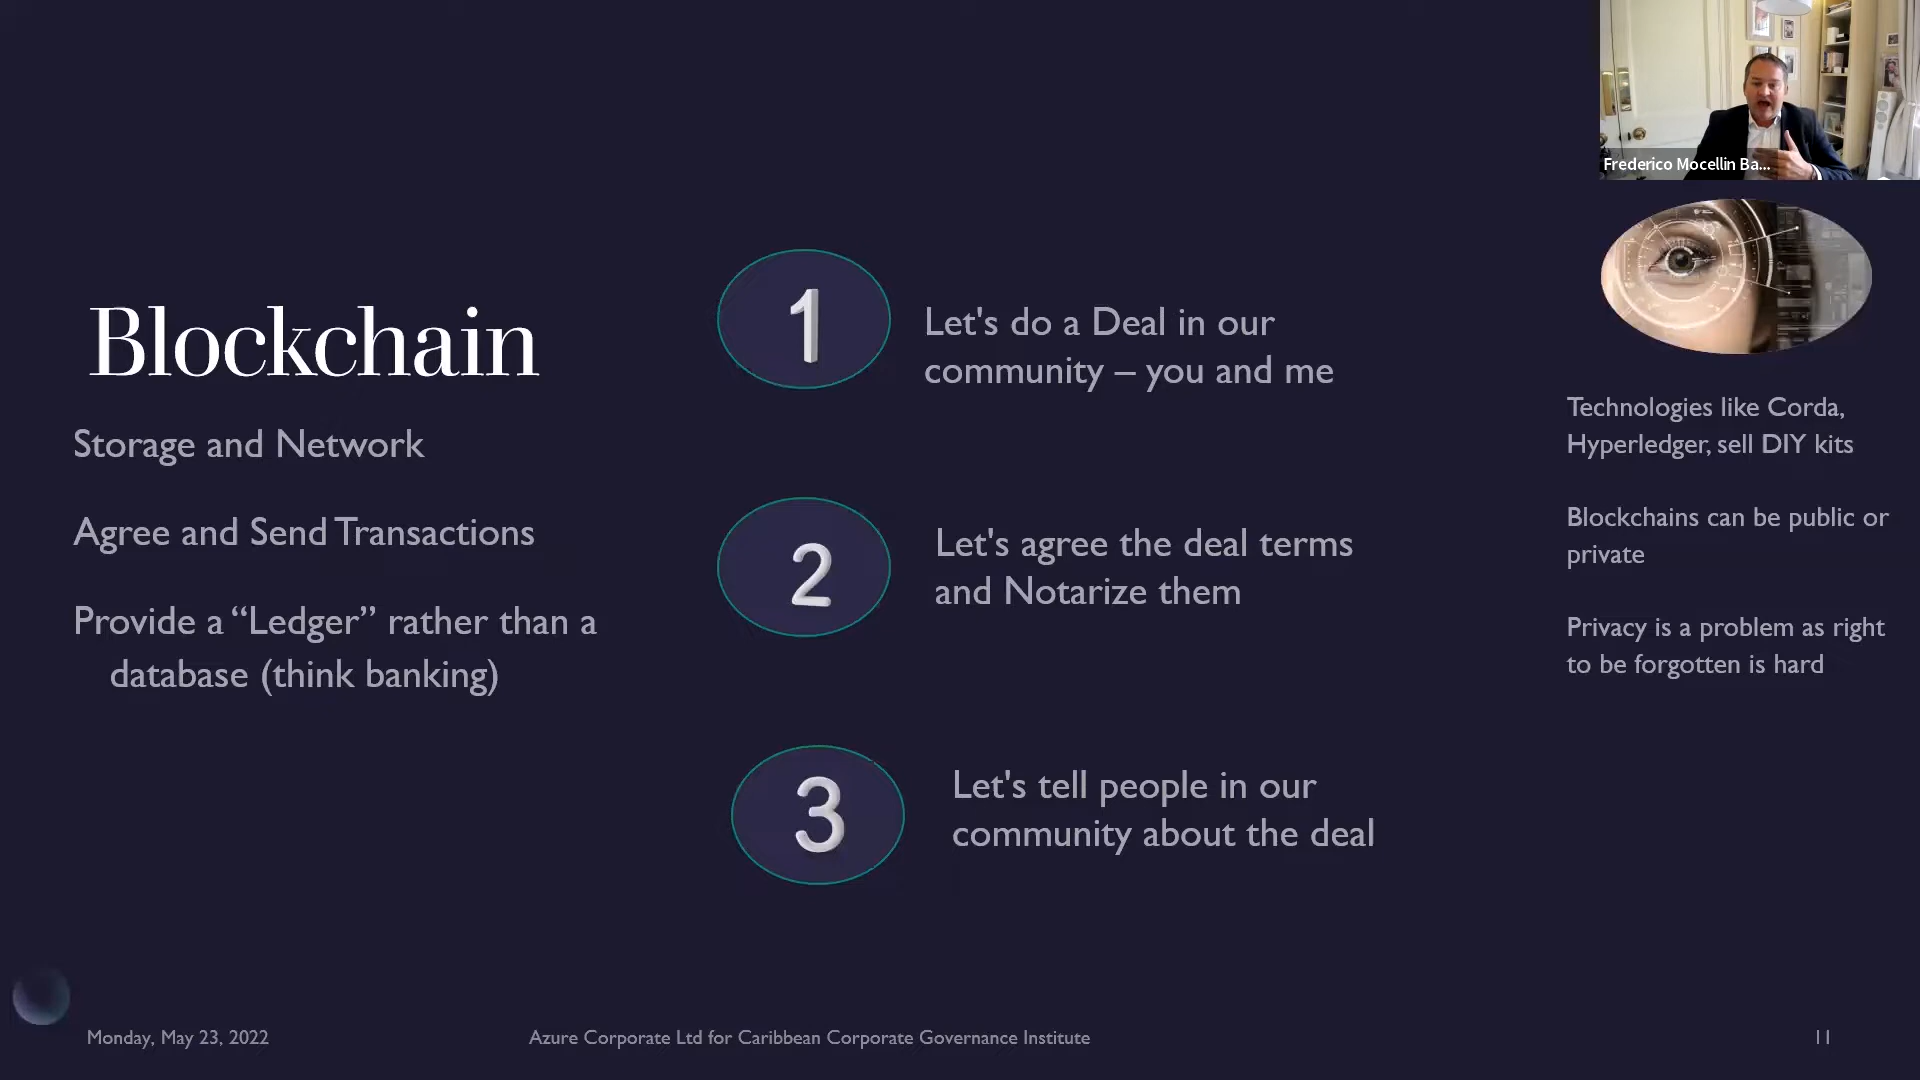 Frederico Mocellin Ba...
Blockchain
Storage and Network
Agree and Send Transactions
Provide a “Ledger” rather than a
database (think banking)
1
Let's do a Deal in our
community – you and me
2
Let's agree the deal terms
and Notarize them
3
Let's tell people in our
community about the deal
Technologies like Corda,
Hyperledger, sell DIY kits
Blockchains can be public or
private
Privacy is a problem as right
to be forgotten is hard
Monday, May 23, 2022
Azure Corporate Ltd for Caribbean Corporate Governance Institute
11